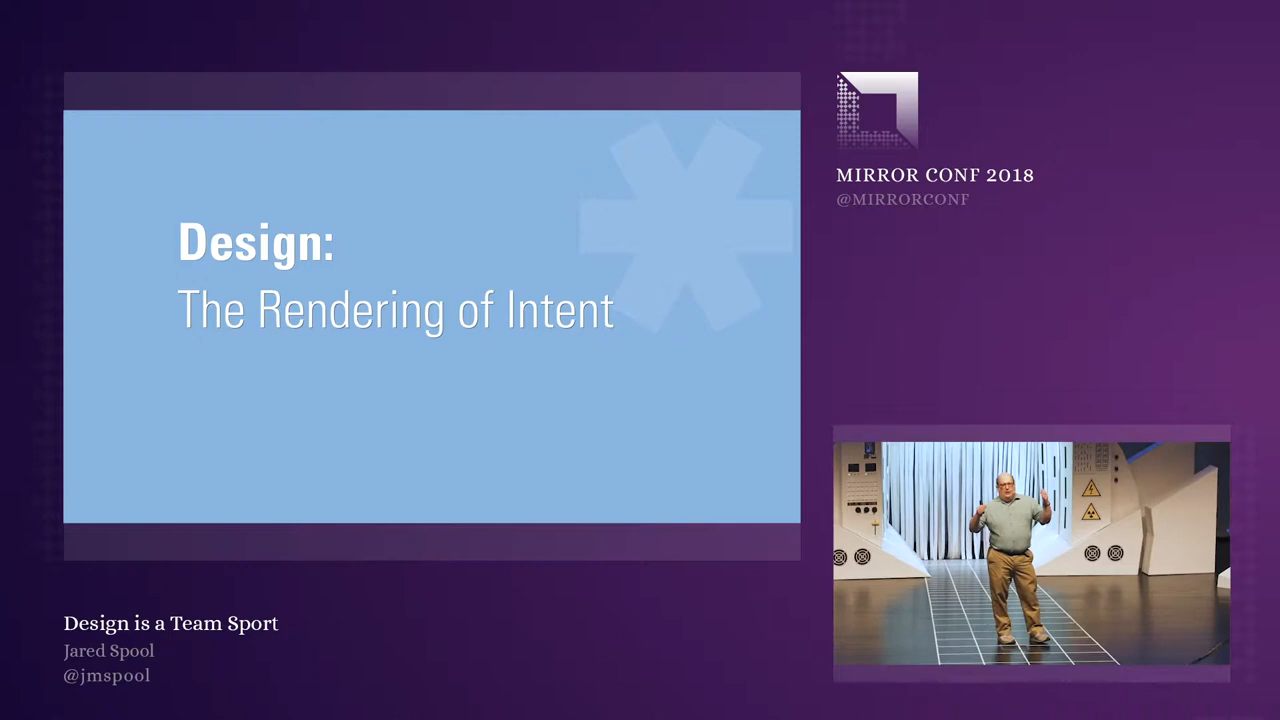 Design:
The Rendering of Intent
MIRROR CONF 2018
@MIRRORCONF
Design is a Team Sport
Jared Spool
@jmspool